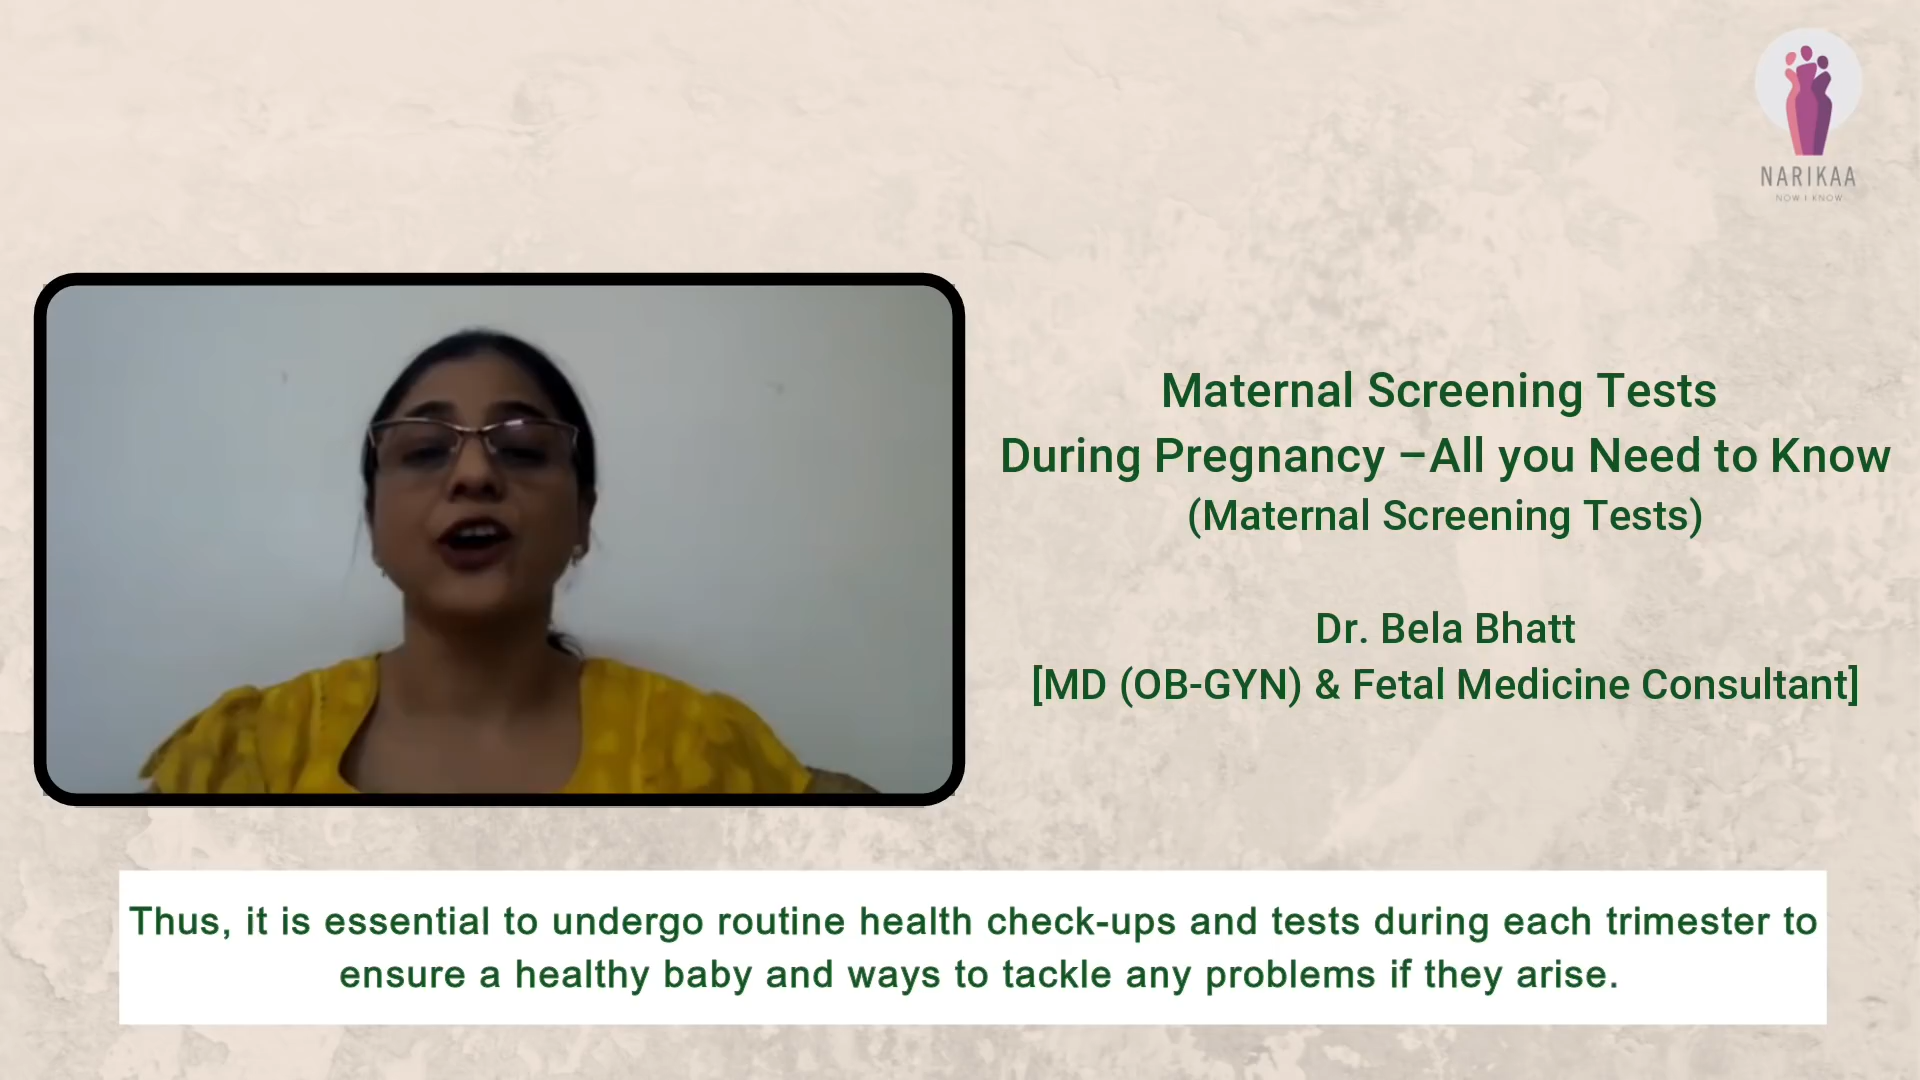 NARIKAA
NOW I KNOW
Maternal Screening Tests
During Pregnancy –All you Need to Know
(Maternal Screening Tests)
Dr. Bela Bhatt
[MD (OB-GYN) & Fetal Medicine Consultant]
Thus, it is essential to undergo routine health check-ups and tests during each trimester to
ensure a healthy baby and ways to tackle any problems if they arise.